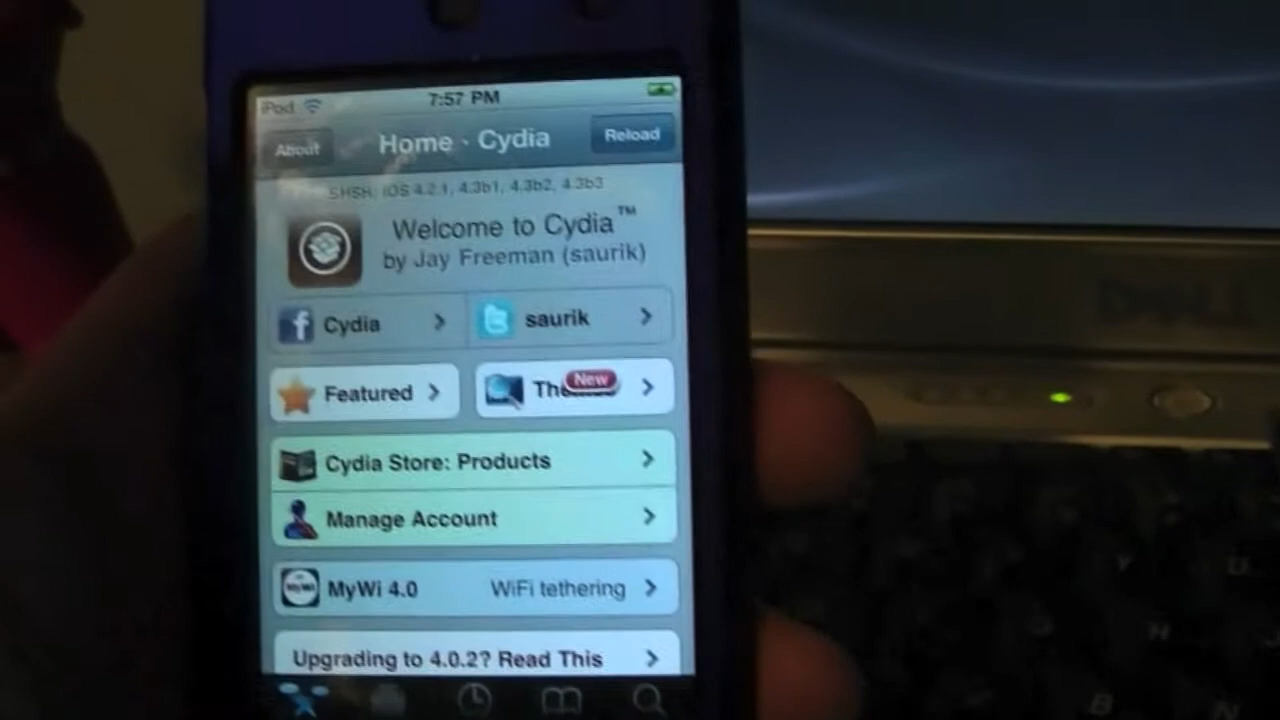 iPod 7:57 PM
About Home - Cydia Reload
SHSH: iOS 4.2.1, 4.3b1, 4.3b2, 4.3b3
Welcome to Cydia™
by Jay Freeman (saurik)
Cydia saurik
Featured New
Cydia Store: Products
Manage Account
MyWi 4.0 WiFi tethering
Upgrading to 4.0.2? Read This
DELL
Y U
H
B N